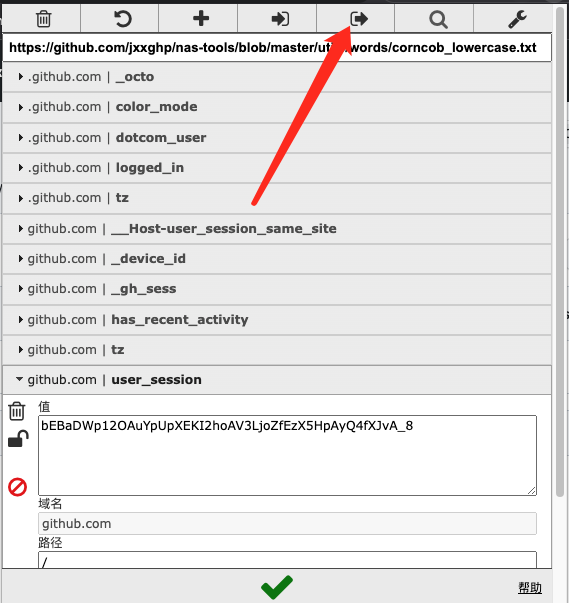 https://github.com/jxxghp/nas-tools/blob/master/ words/corncob_lowercase.txt
.github.com | _octo
.github.com | color_mode
.github.com | dotcom_user
.github.com | logged_in
.github.com | tz
github.com | __Host-user_session_same_site
github.com | _device_id
github.com | _gh_sess
github.com | has_recent_activity
github.com | tz
github.com | user_session
值
bEBaDWp12OAuYpUpXEKI2hoAV3LjoZfEzX5HpAyQ4fXJvA_8
域名
github.com
路径
/
帮助